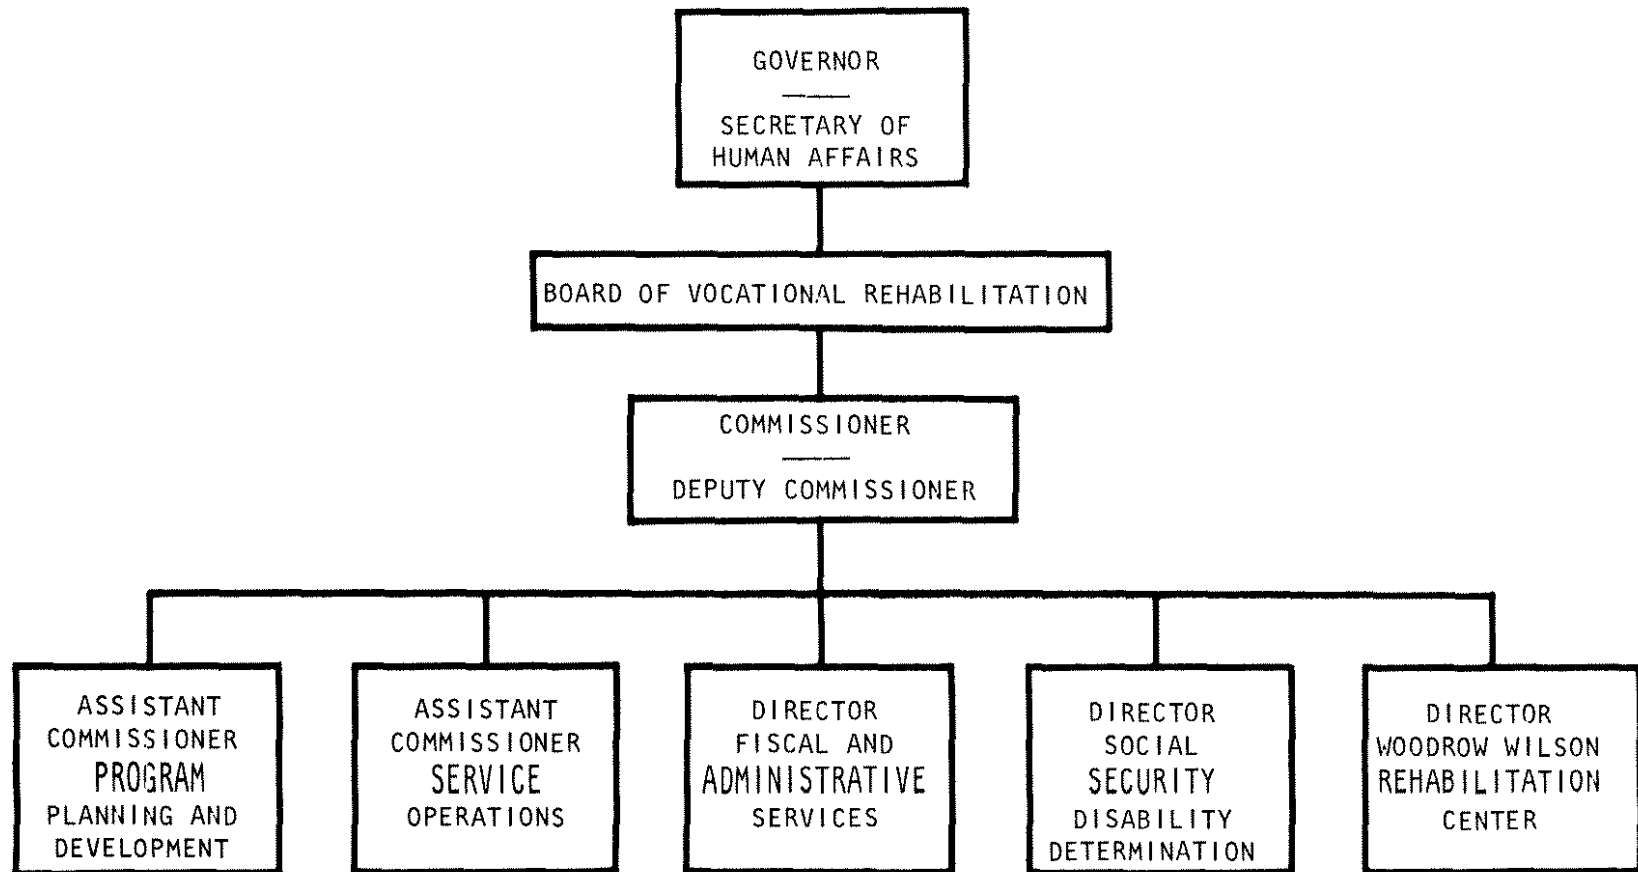 GOVERNOR
SECRETARY OF
HUMAN AFFAIRS
BOARD OF VOCATIONAL REHABILITATION
COMMISSIONER
DEPUTY COMMISSIONER
ASSISTANT
COMMISSIONER
PROGRAM
PLANNING AND
DEVELOPMENT
ASSISTANT
COMMISSIONER
SERVICE
OPERATIONS
DIRECTOR
FISCAL AND
ADMINISTRATIVE
SERVICES
DIRECTOR
SOCIAL
SECURITY
DISABILITY
DETERMINATION
DIRECTOR
WOODROW WILSON
REHABILITATION
CENTER